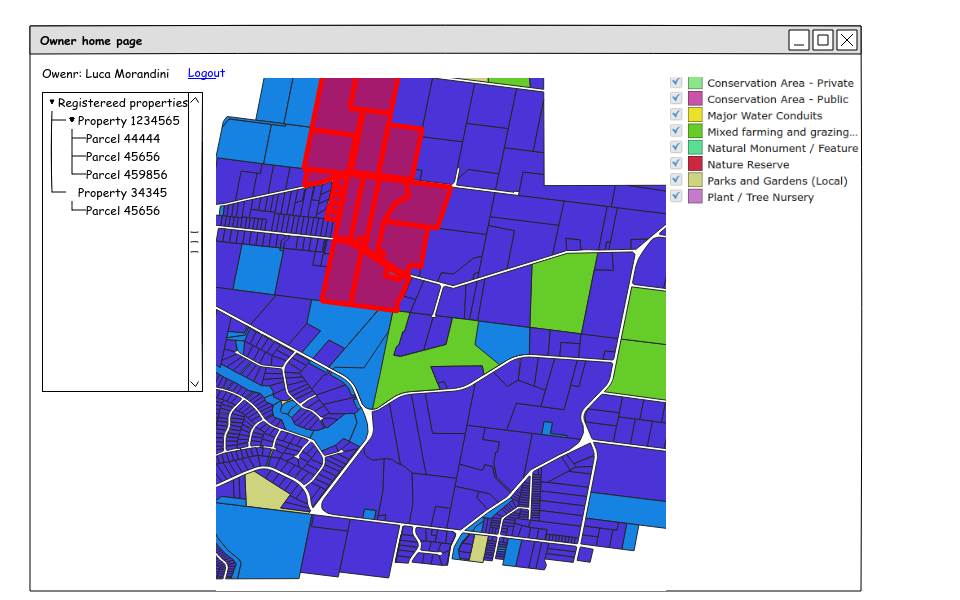 Owner home page
Owenr: Luca Morandini Logout
Registereed properties
Property 1234565
Parcel 44444
Parcel 45656
Parcel 459856
Property 34345
Parcel 45656
Conservation Area - Private
Conservation Area - Public
Major Water Conduits
Mixed farming and grazing...
Natural Monument / Feature
Nature Reserve
Parks and Gardens (Local)
Plant / Tree Nursery